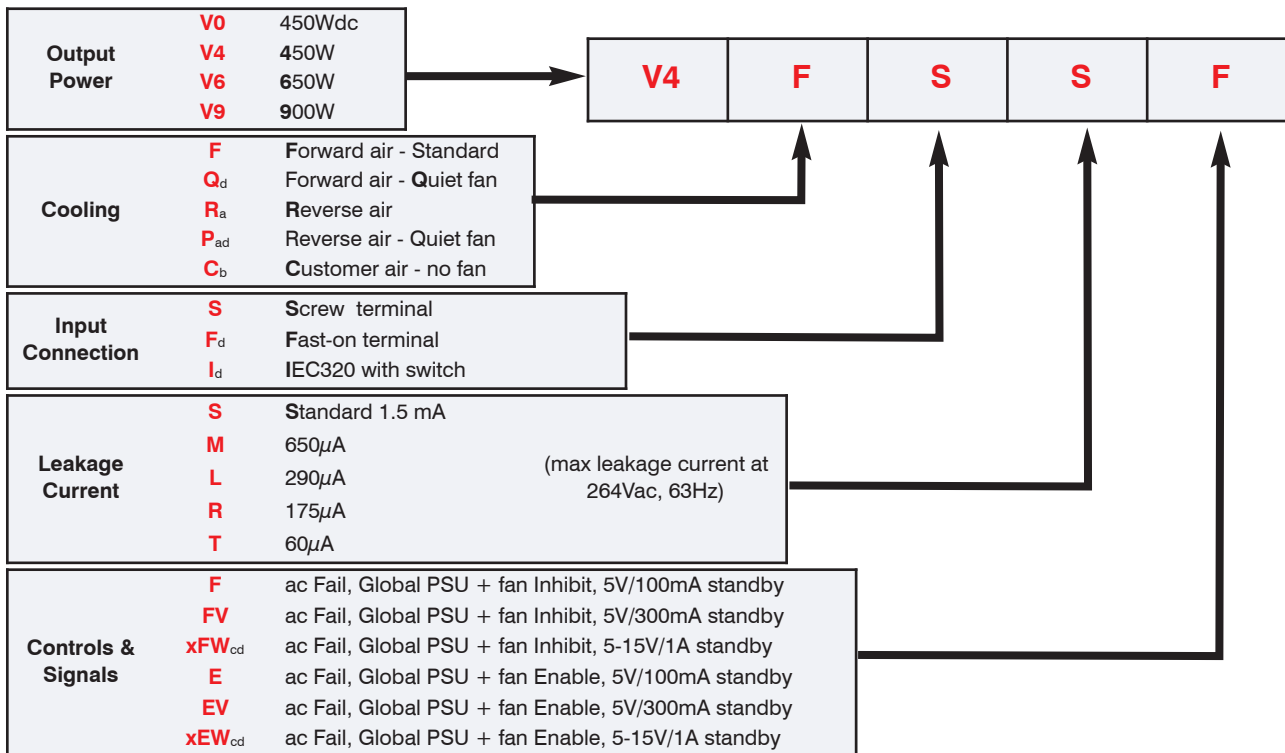 Output Power
V0 450Wdc
V4 450W
V6 650W
V9 900W
V4 F S S F
Cooling
F Forward air - Standard
Qd Forward air - Quiet fan
Ra Reverse air
Pad Reverse air - Quiet fan
Cb Customer air - no fan
Input Connection
S Screw terminal
Fd Fast-on terminal
Id IEC320 with switch
Leakage Current
S Standard 1.5 mA
M 650µA
L 290µA
R 175µA
T 60µA
(max leakage current at
264Vac, 63Hz)
Controls & Signals
F ac Fail, Global PSU + fan Inhibit, 5V/100mA standby
FV ac Fail, Global PSU + fan Inhibit, 5V/300mA standby
xFWcd ac Fail, Global PSU + fan Inhibit, 5-15V/1A standby
E ac Fail, Global PSU + fan Enable, 5V/100mA standby
EV ac Fail, Global PSU + fan Enable, 5V/300mA standby
xEWcd ac Fail, Global PSU + fan Enable, 5-15V/1A standby